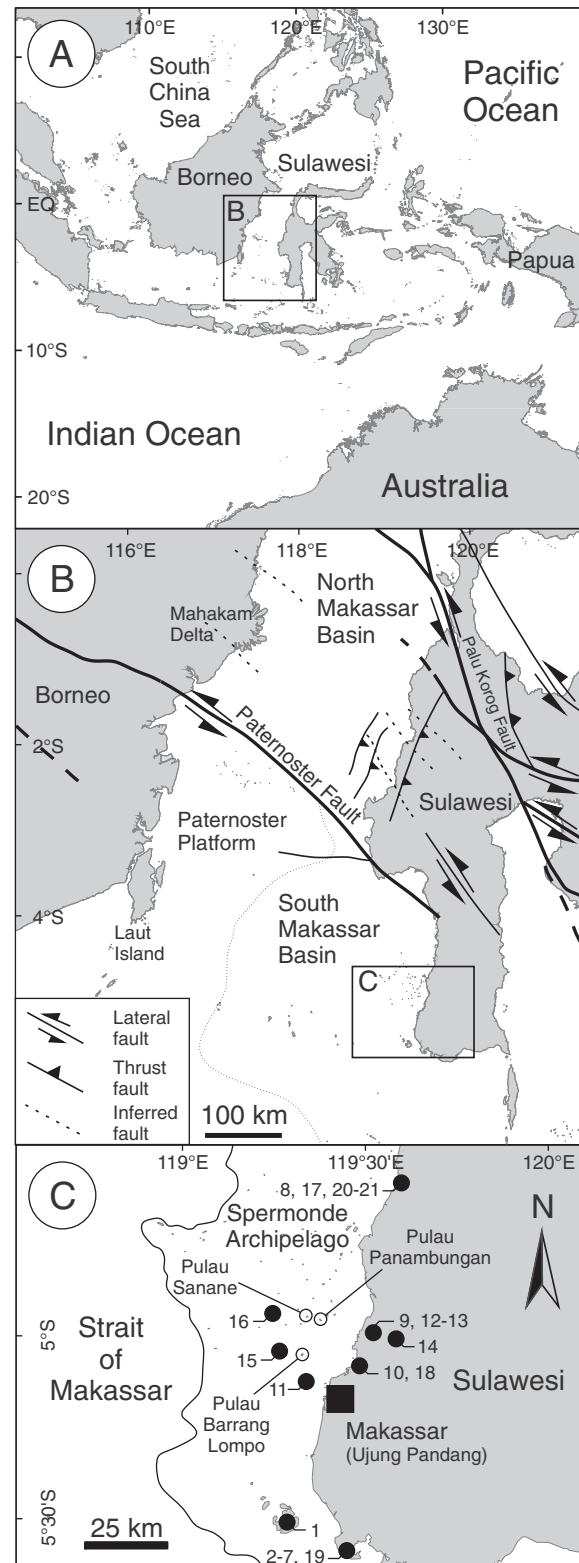 A
110°E
120°E
130°E
South
China
Sea
Pacific
Ocean
Sulawesi
Borneo
EQ
B
Papua
10°S
Indian Ocean
Australia
20°S
B
116°E
118°E
120°E
North
Makassar
Basin
Mahakam
Delta
Palu Korog Fault
Borneo
2°S
Paternoster Fault
Sulawesi
Paternoster
Platform
4°S
Laut
Island
South
Makassar
Basin
C
Lateral
fault
Thrust
fault
Inferred
fault
100 km
C
119°E
119°30'E
120°E
8, 17, 20-21
N
Spermonde
Archipelago
Pulau
Panambungan
Pulau
Sanane
16
9, 12-13
5°S
14
Strait
of
Makassar
15
10, 18
11
Sulawesi
Pulau
Barrang
Lompo
Makassar
(Ujung Pandang)
5°30'S
25 km
1
2-7, 19